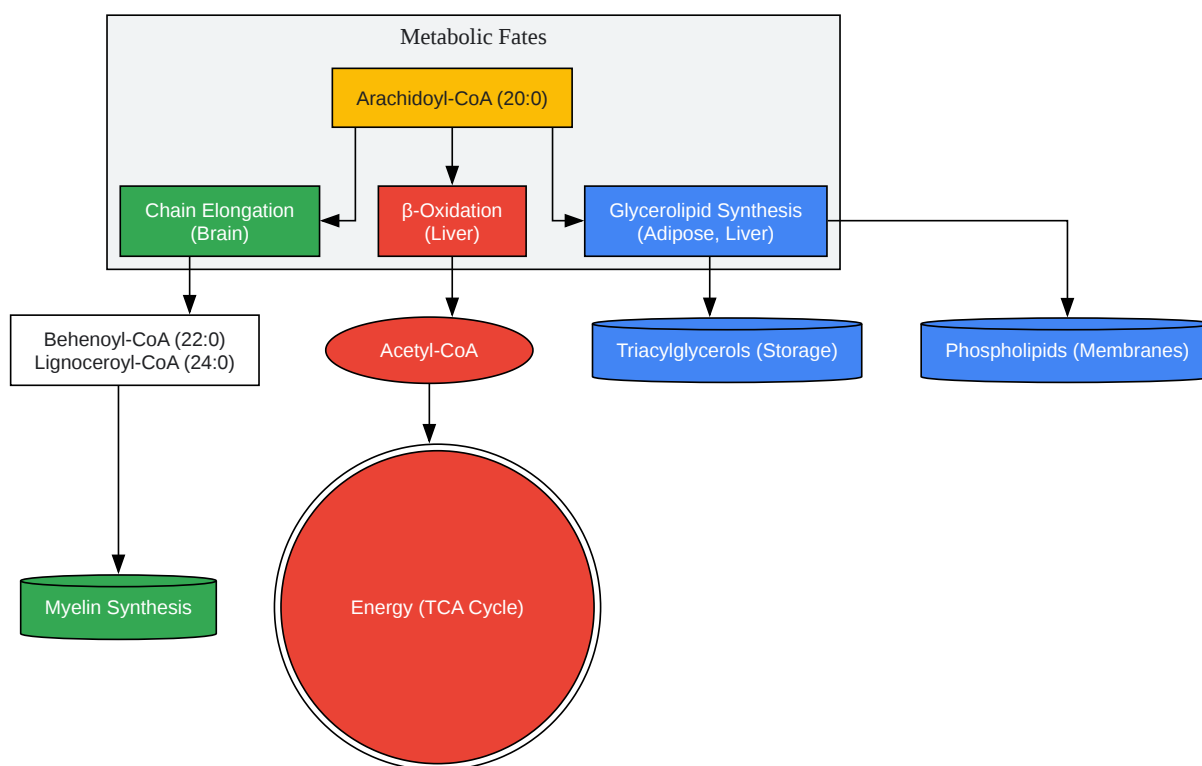 Metabolic Fates
Arachidoyl-CoA (20:0)
Chain Elongation
(Brain)
β-Oxidation
(Liver)
Glycerolipid Synthesis
(Adipose, Liver)
Behenoyl-CoA (22:0)
Lignoceroyl-CoA (24:0)
Acetyl-CoA
Triacylglycerols (Storage)
Phospholipids (Membranes)
Myelin Synthesis
Energy (TCA Cycle)